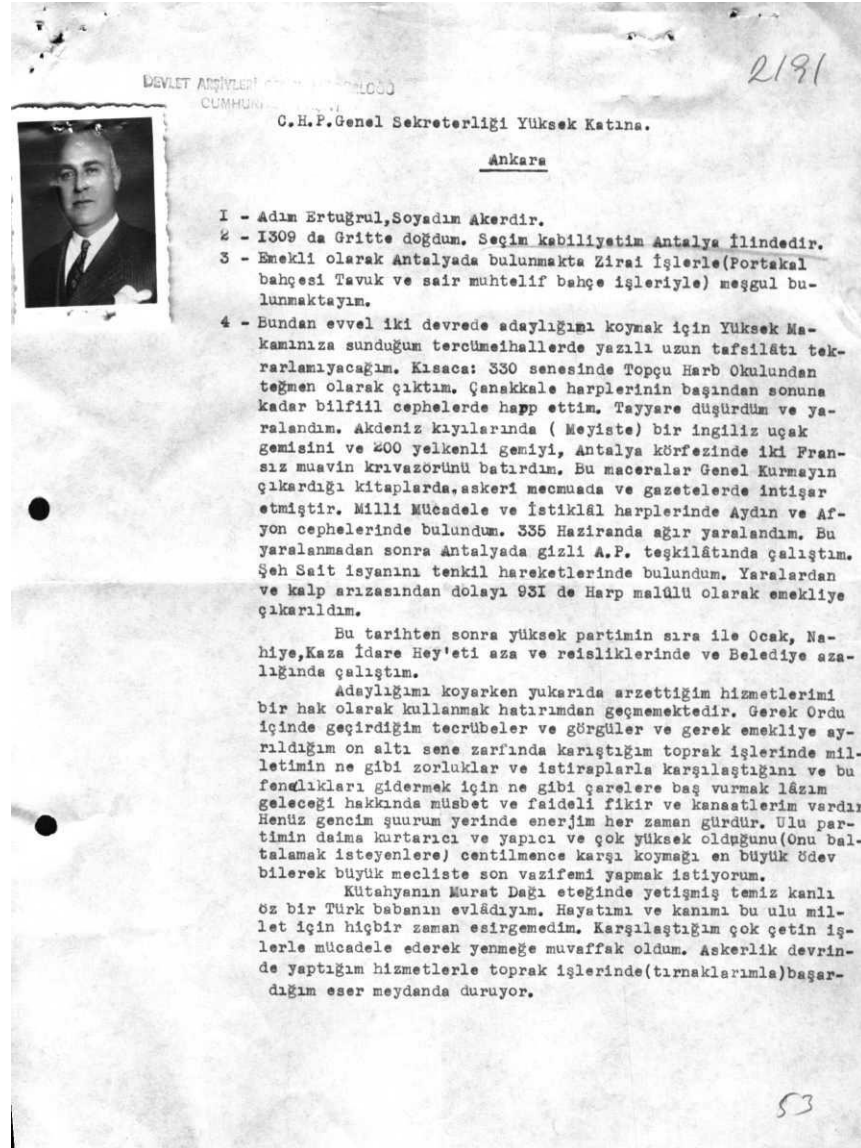 2191
DEVLET ARŞİVLERİ
C.H.P.Genel Sekreterliği Yüksek Katına.
Ankara
I - Adım Ertuğrul,Soyadım Akerdir.
2 - I309 da Gritte doğdum. Seçim kabiliyetim Antalya İlindedir.
3 - Emekli olarak Antalyada bulunmakta Zirai İşlerle(Portakal
bahçesi Tavuk ve sair muhtelif bahçe işleriyle) meşgul bu-
lunmaktayım.
4 - Bundan evvel iki devrede adaylığımı koymak için Yüksek Ma-
kamınıza sunduğum tercümeihallerde yazılı uzun tafsilâtı tek-
rarlamıyacağım. Kısaca: 330 senesinde Topçu Harb Okulundan
teğmen olarak çıktım. Çanakkale harplerinin başından sonuna
kadar bilfiil cephelerde happ ettim. Tayyare düşürdüm ve ya-
ralandım. Akdeniz kıyılarında ( Meyiste) bir ingiliz uçak
gemisini ve 200 yelkenli gemiyi, Antalya körfezinde iki Fran-
sız muavin krıvazörünü batırdım. Bu maceralar Genel Kurmayın
çıkardığı kitaplarda,askeri mecmuada ve gazetelerde intişar
etmiştir. Milli Mücadele ve İstiklâl harplerinde Aydın ve Af-
yon cephelerinde bulundum. 335 Haziranda ağır yaralandım. Bu
yaralanmadan sonra Antalyada gizli A.P. teşkilâtında çalıştım.
Şeh Sait isyanını tenkil hareketlerinde bulundum. Yaralardan
ve kalp arızasından dolayı 93I de Harp malûlü olarak emekliye
çıkarıldım.
Bu tarihten sonra yüksek partimin sıra ile Ocak, Na-
hiye,Kaza İdare Hey'eti aza ve reisliklerinde ve Belediye aza-
lığında çalıştım.
Adaylığımı koyarken yukarıda arzettiğim hizmetlerimi
bir hak olarak kullanmak hatırımdan geçmemektedir. Gerek Ordu
içinde geçirdiğim tecrübeler ve görgüler ve gerek emekliye ay-
rıldığım on altı sene zarfında karıştığım toprak işlerinde mil-
letimin ne gibi zorluklar ve istiraplarla karşılaştığını ve bu
fenalıkları gidermek için ne gibi çarelere baş vurmak lâzım
geleceği hakkında müsbet ve faideli fikir ve kanaatlerim vardır
Henüz gencim şuurum yerinde enerjim her zaman gürdür. Ulu par-
timin daima kurtarıcı ve yapıcı ve çok yüksek olduğunu(Onu bal-
talamak isteyenlere) centilmence karşı koymağı en büyük ödev
bilerek büyük mecliste son vazifemi yapmak istiyorum.
Kütahyanın Murat Dağı eteğinde yetişmiş temiz kanlı
öz bir Türk babanın evlâdıyım. Hayatımı ve kanımı bu ulu mil-
let için hiçbir zaman esirgemedim. Karşılaştığım çok çetin iş-
lerle mücadele ederek yenmeğe muvaffak oldum. Askerlik devrin-
de yaptığım hizmetlerle toprak işlerinde(tırnaklarımla)başar-
dığım eser meydanda duruyor.
53